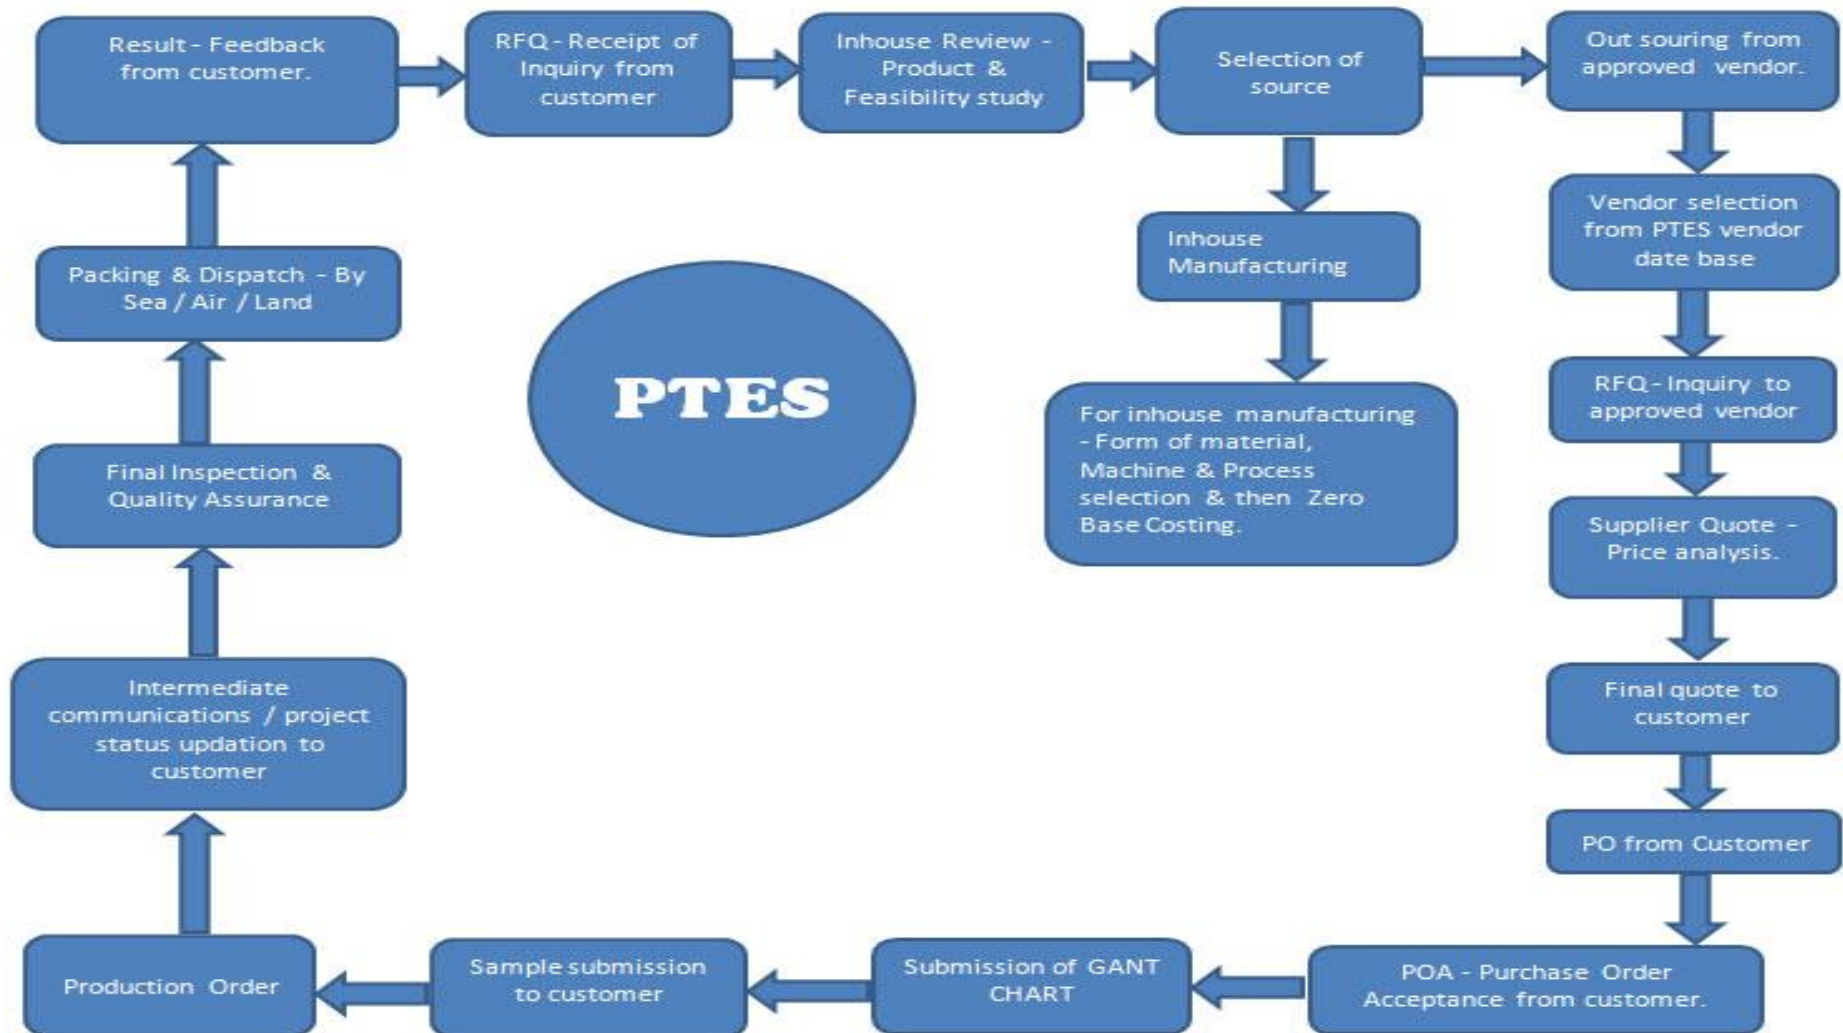 Result - Feedback
from customer.
RFQ - Receipt of
Inquiry from
customer
Inhouse Review -
Product &
Feasibility study
Selection of
source
Out souring from
approved vendor.
Vendor selection
from PTES vendor
date base
RFQ - Inquiry to
approved vendor
Supplier Quote -
Price analysis.
Final quote to
customer
PO from Customer
POA - Purchase Order
Acceptance from customer.
Submission of GANT
CHART
Sample submission
to customer
Production Order
Intermediate
communications / project
status updation to
customer
Final Inspection &
Quality Assurance
Packing & Dispatch - By
Sea / Air / Land
Inhouse
Manufacturing
For inhouse manufacturing
- Form of material,
Machine & Process
selection & then Zero
Base Costing.
PTES